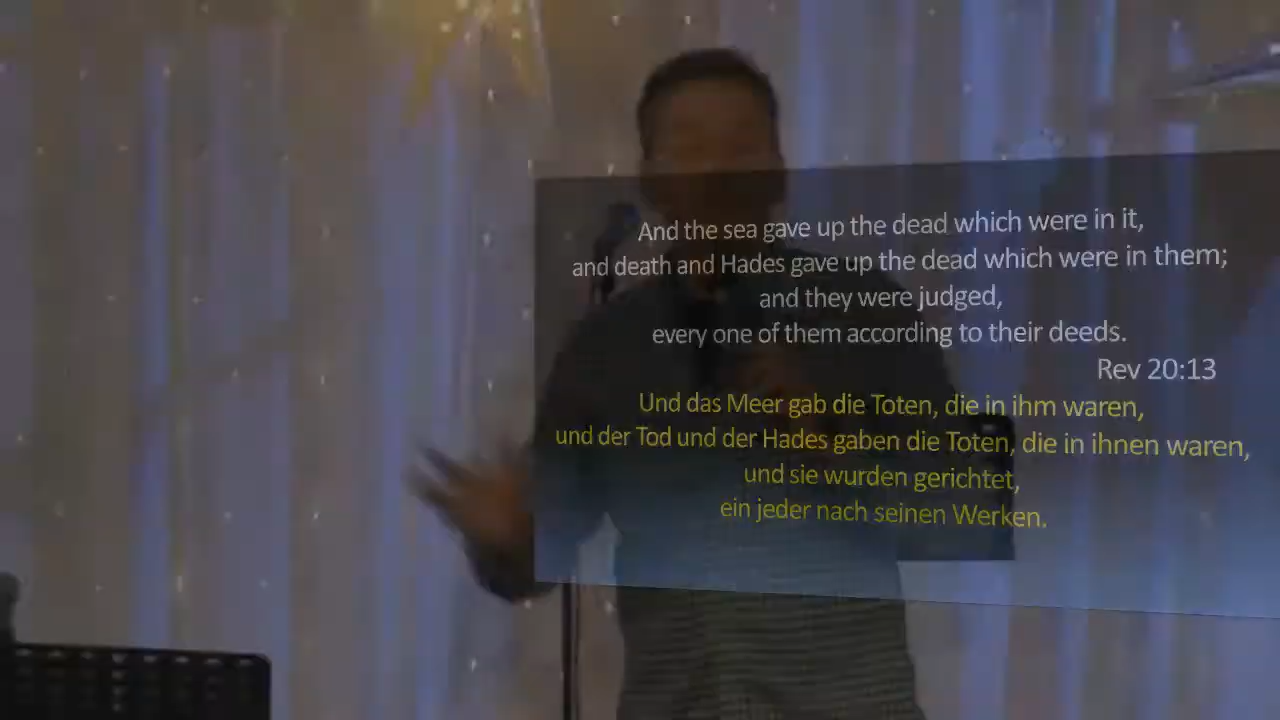 And the sea gave up the dead which were in it,
and death and Hades gave up the dead which were in them;
and they were judged,
every one of them according to their deeds.
Rev 20:13
Und das Meer gab die Toten, die in ihm waren,
und der Tod und der Hades gaben die Toten, die in ihnen waren,
und sie wurden gerichtet,
ein jeder nach seinen Werken.